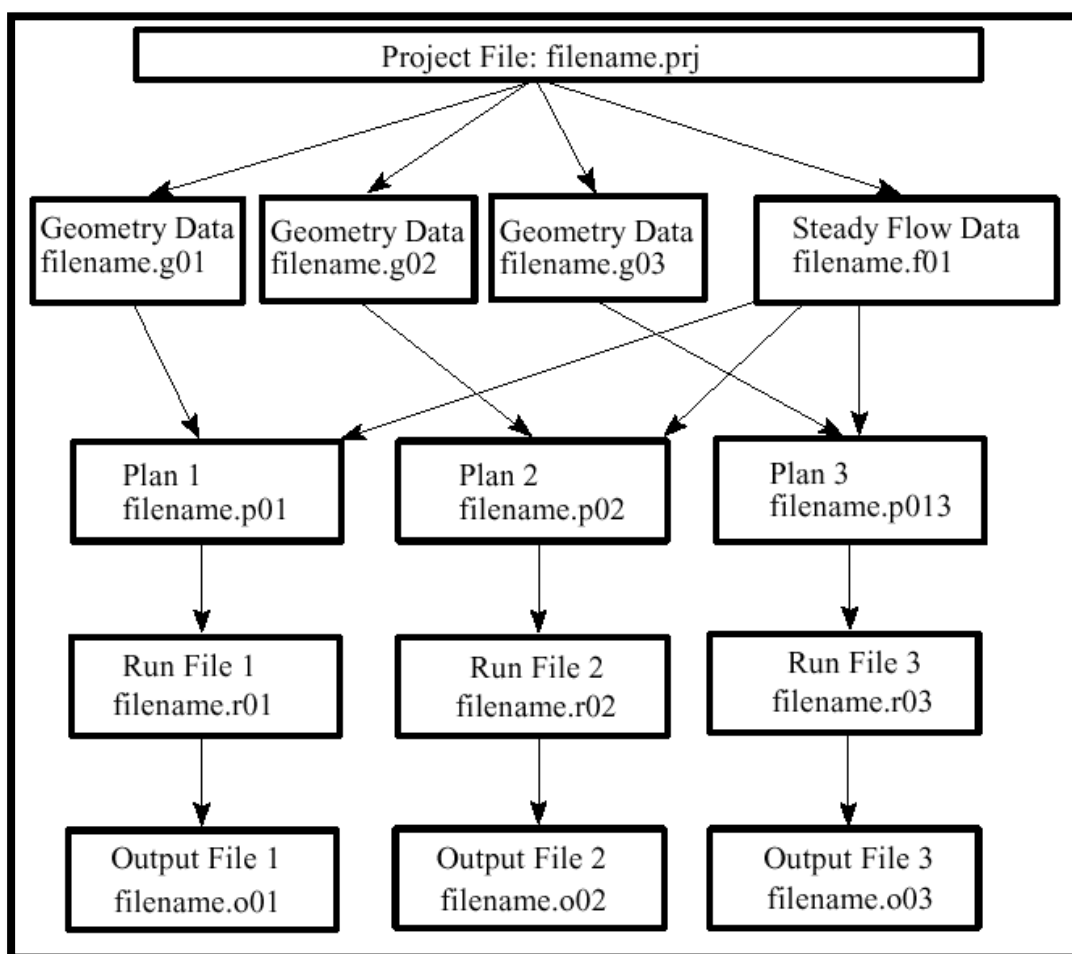 Project File: filename.prj
Geometry Data
filename.g01
Geometry Data
filename.g02
Geometry Data
filename.g03
Steady Flow Data
filename.f01
Plan 1
filename.p01
Plan 2
filename.p02
Plan 3
filename.p013
Run File 1
filename.r01
Run File 2
filename.r02
Run File 3
filename.r03
Output File 1
filename.o01
Output File 2
filename.o02
Output File 3
filename.o03